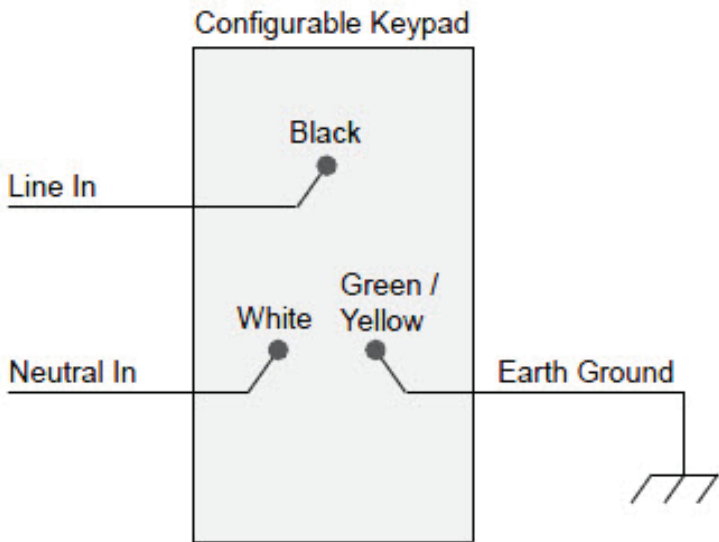 Configurable Keypad
Black
Line In
Green /
Yellow
White
Neutral In
Earth Ground